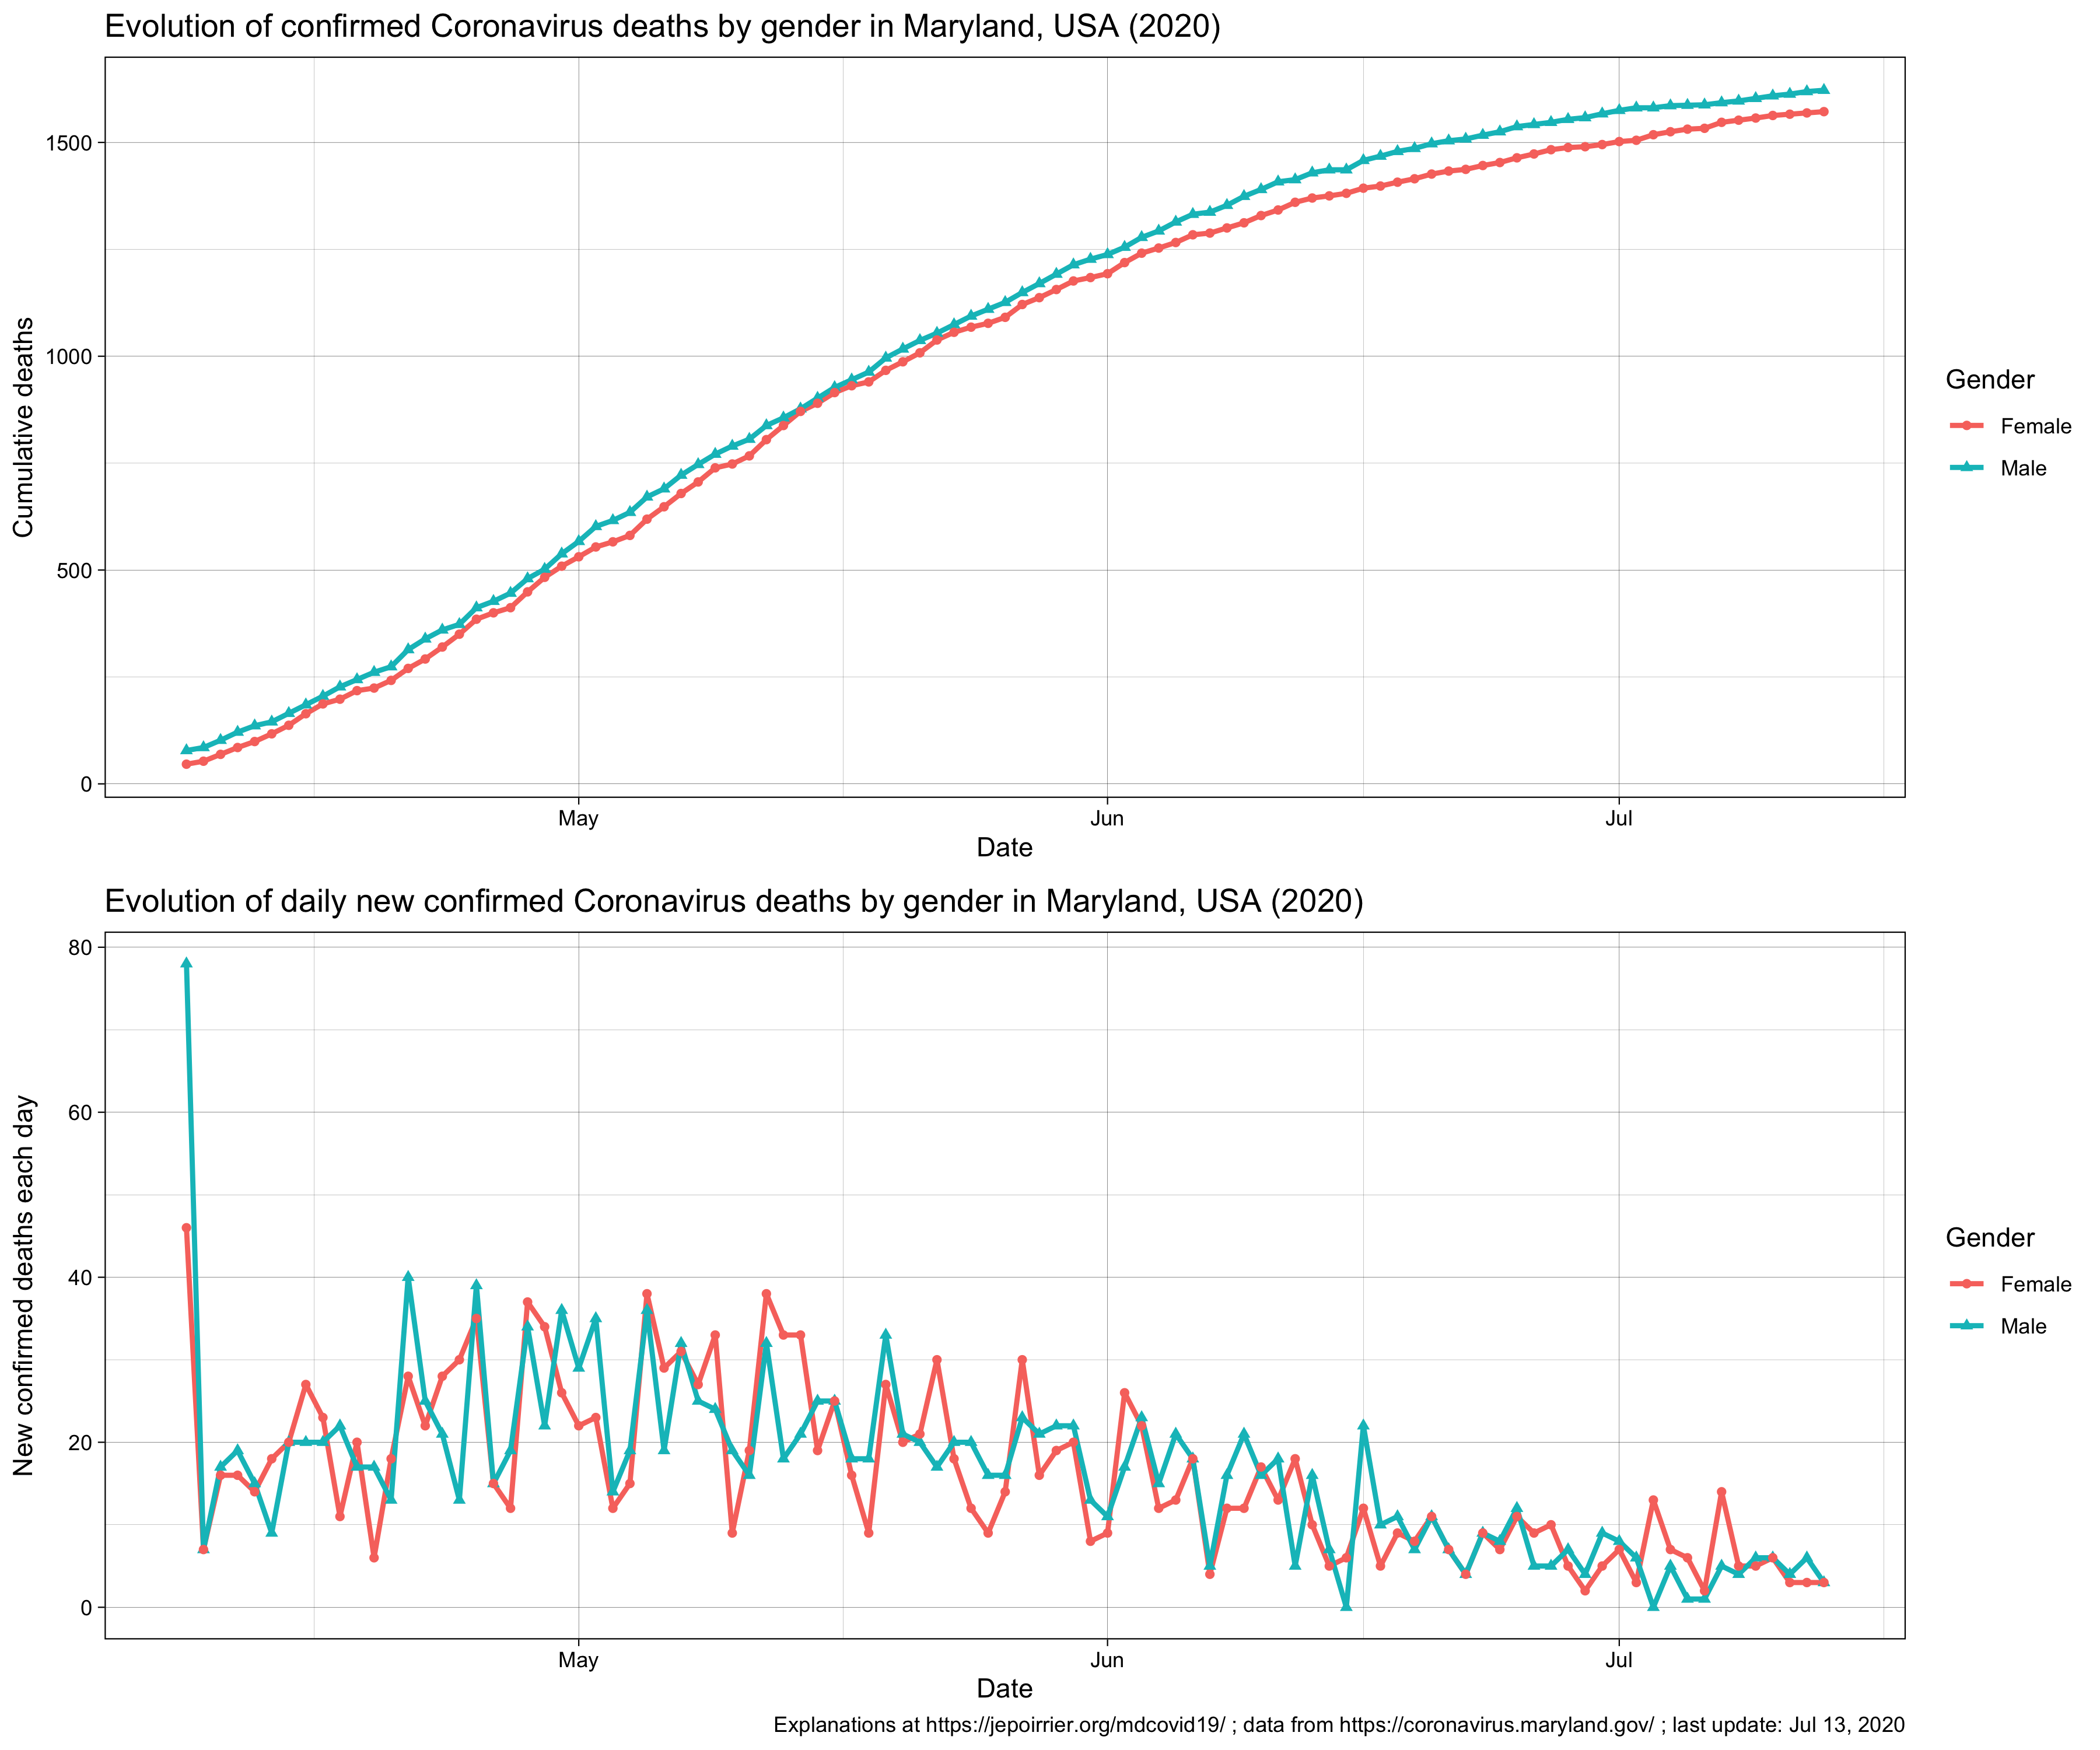 Evolution of confirmed Coronavirus deaths by gender in Maryland, USA (2020)
Cumulative deaths
1500
1000
500
0
May Jun Jul
Date
Gender
Female
Male
Evolution of daily new confirmed Coronavirus deaths by gender in Maryland, USA (2020)
New confirmed deaths each day
80
60
40
20
0
May Jun Jul
Date
Gender
Female
Male
Explanations at https://jepoirrier.org/mdcovid19/ ; data from https://coronavirus.maryland.gov/ ; last update: Jul 13, 2020